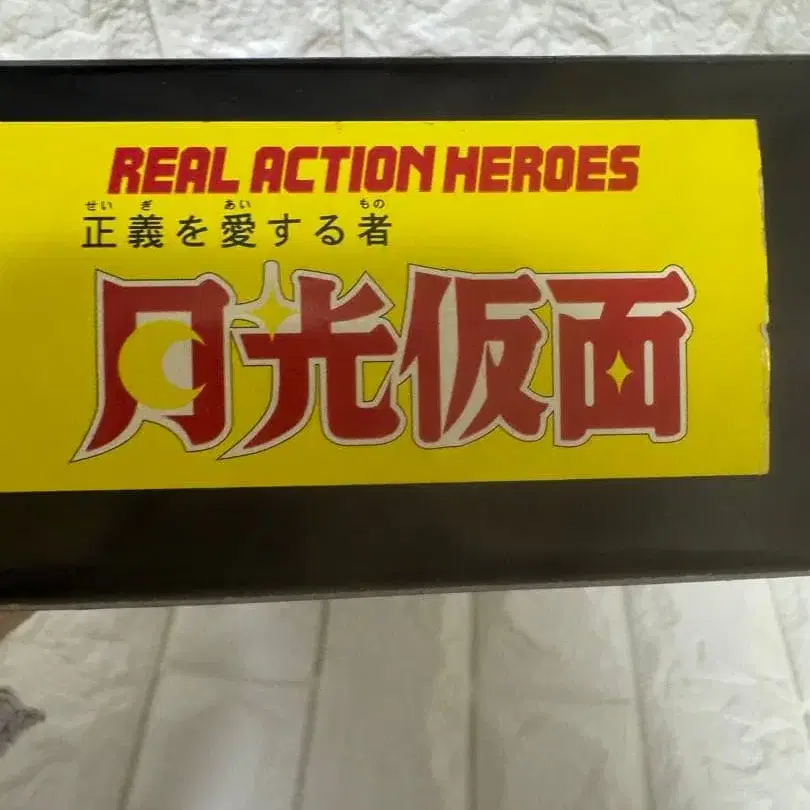 REAL ACTION HEROES
せい ぎ あい もの
正義を愛する者
月光仮面